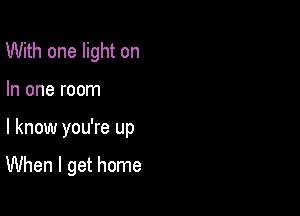 With one light on
In one room
I know you're up
When I get home